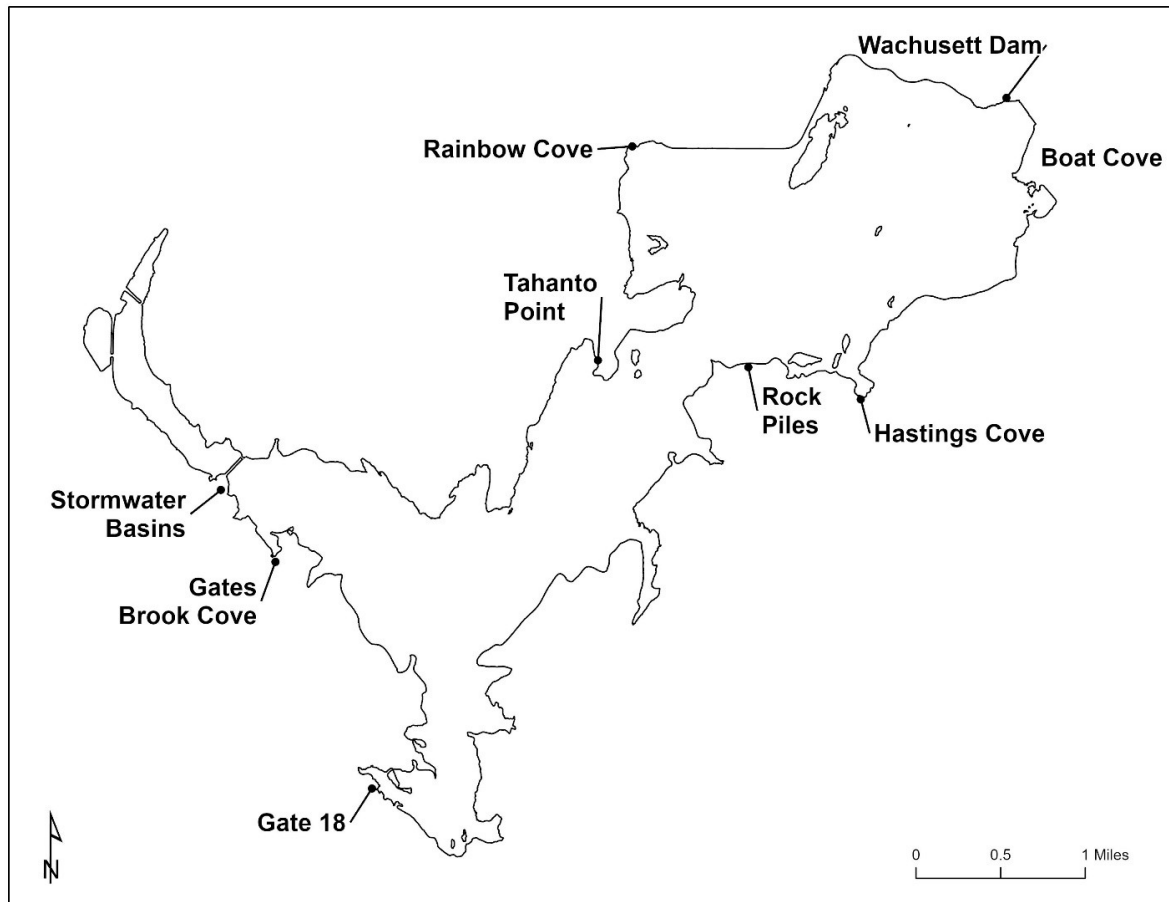 Wachusett Dam
Rainbow Cove
Boat Cove
Tahanto
Point
Rock
Piles
Hastings Cove
Stormwater
Basins
Gates
Brook Cove
Gate 18
N
0 0.5 1 Miles